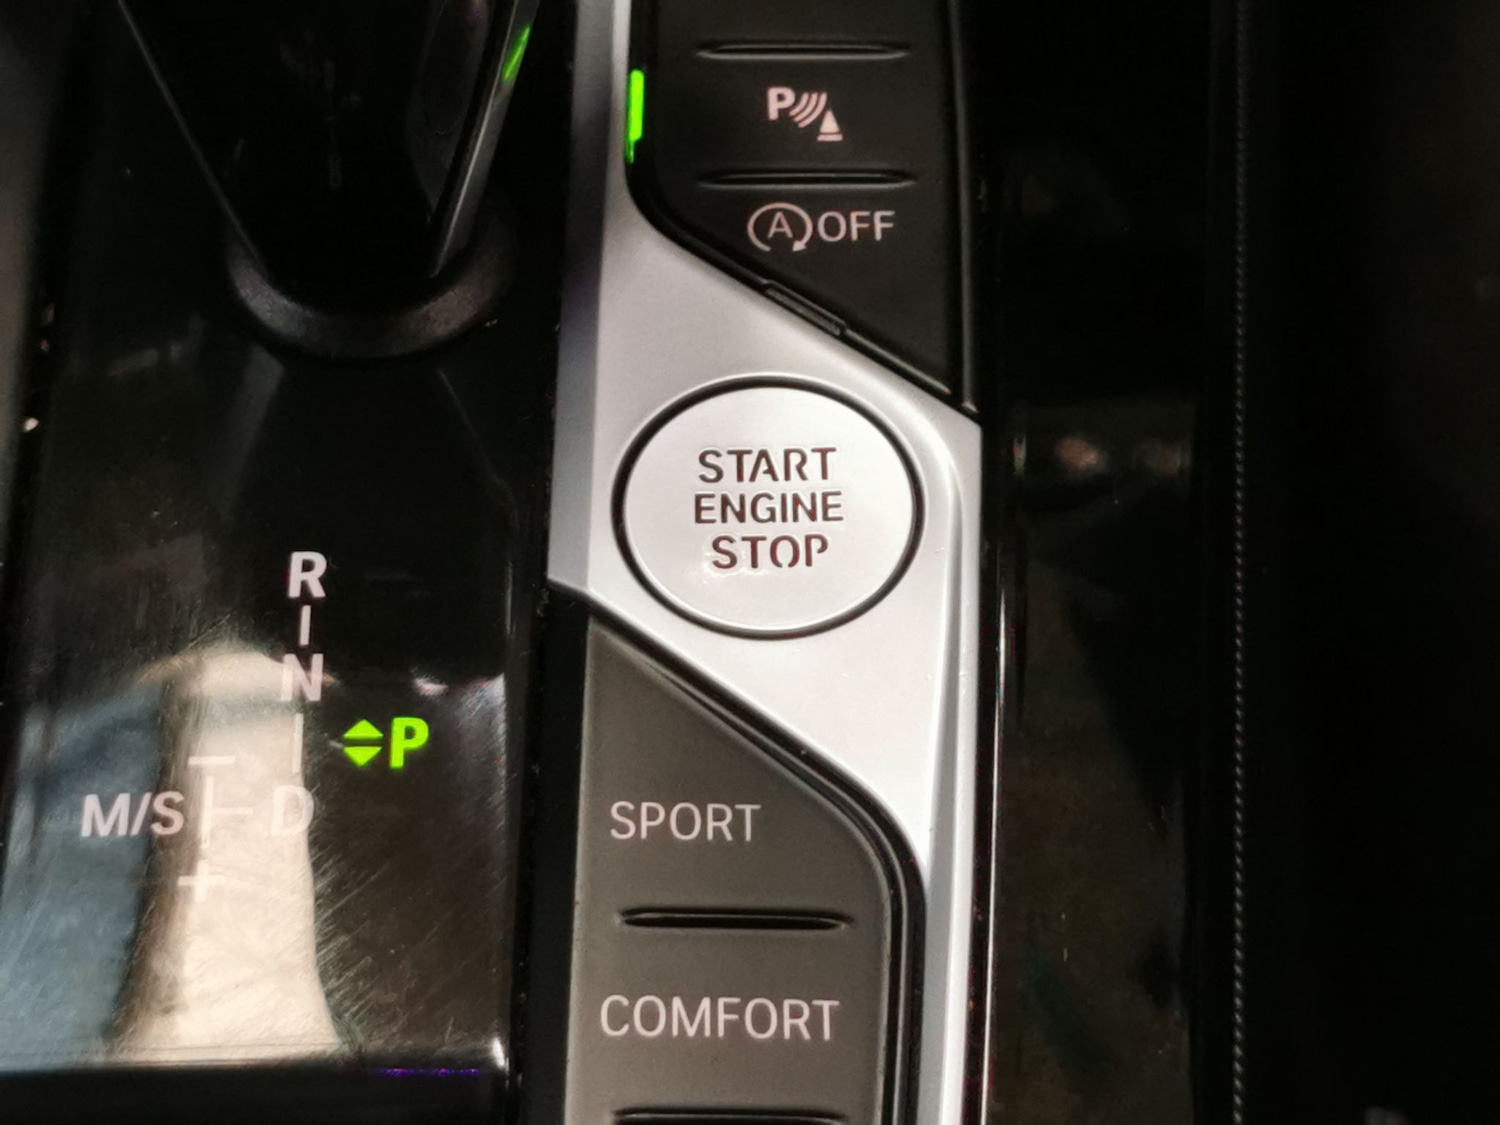 P
A OFF
START
ENGINE
STOP
R
N
P
M/S D
+
SPORT
COMFORT